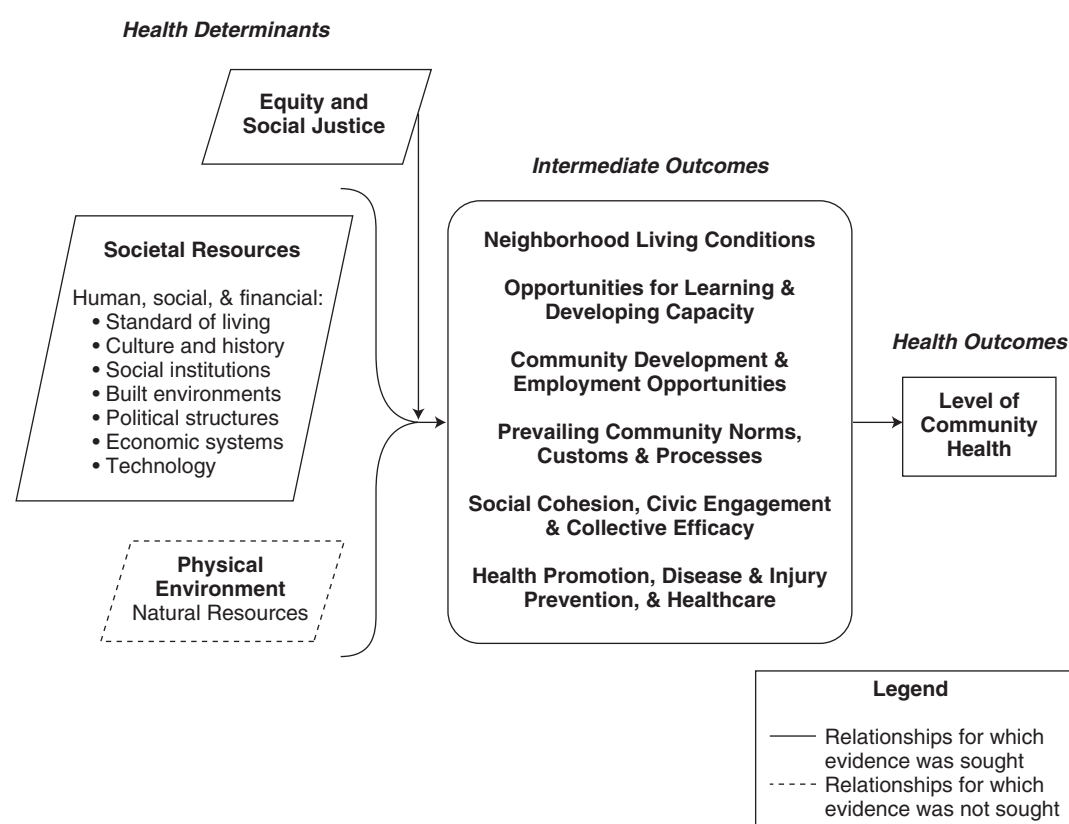 Health Determinants
Equity and
Social Justice
Societal Resources
Human, social, & financial:
• Standard of living
• Culture and history
• Social institutions
• Built environments
• Political structures
• Economic systems
• Technology
Physical
Environment
Natural Resources
Intermediate Outcomes
Neighborhood Living Conditions
Opportunities for Learning &
Developing Capacity
Community Development &
Employment Opportunities
Prevailing Community Norms,
Customs & Processes
Social Cohesion, Civic Engagement
& Collective Efficacy
Health Promotion, Disease & Injury
Prevention, & Healthcare
Health Outcomes
Level of
Community
Health
Legend
Relationships for which
evidence was sought
Relationships for which
evidence was not sought